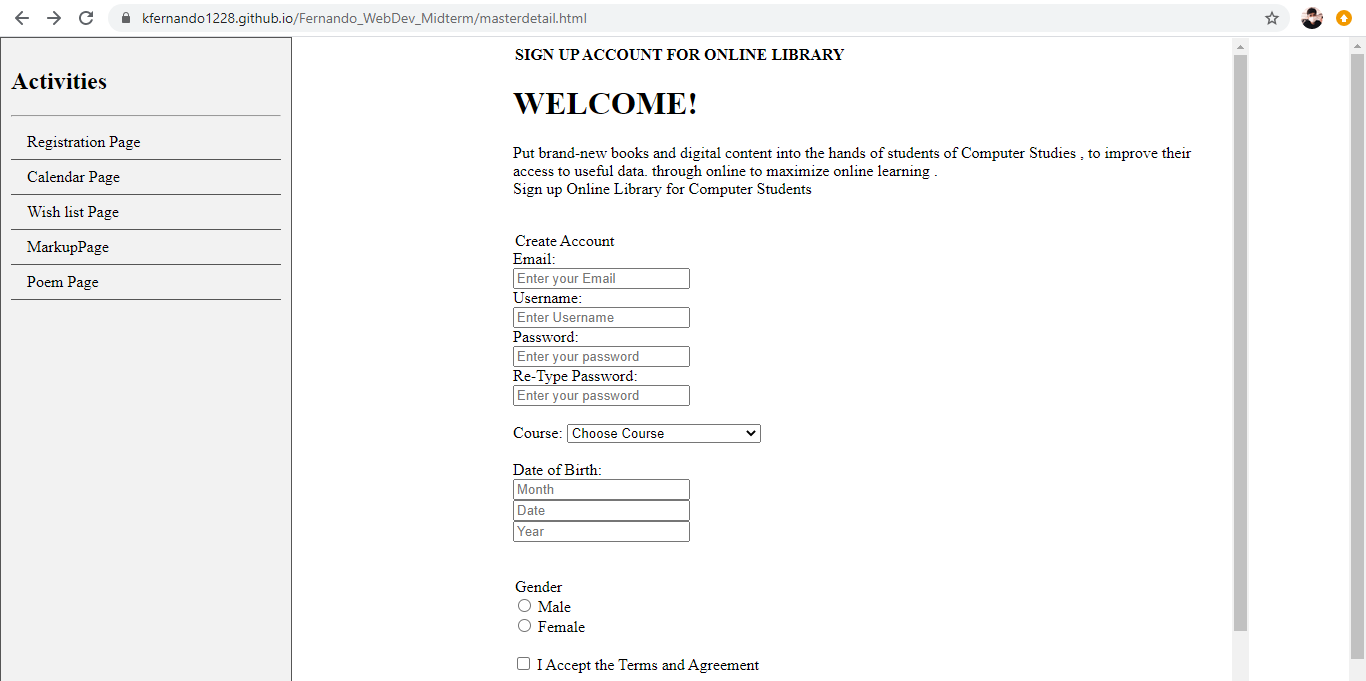 kfernando1228.github.io/Fernando_WebDev_Midterm/masterdetail.html
Activities
Registration Page
Calendar Page
Wish list Page
MarkupPage
Poem Page
SIGN UP ACCOUNT FOR ONLINE LIBRARY
WELCOME!
Put brand-new books and digital content into the hands of students of Computer Studies , to improve their
access to useful data. through online to maximize online learning .
Sign up Online Library for Computer Students
Create Account
Email:
Enter your Email
Username:
Enter Username
Password:
Enter your password
Re-Type Password:
Enter your password
Course: Choose Course
Date of Birth:
Month
Date
Year
Gender
Male
Female
I Accept the Terms and Agreement